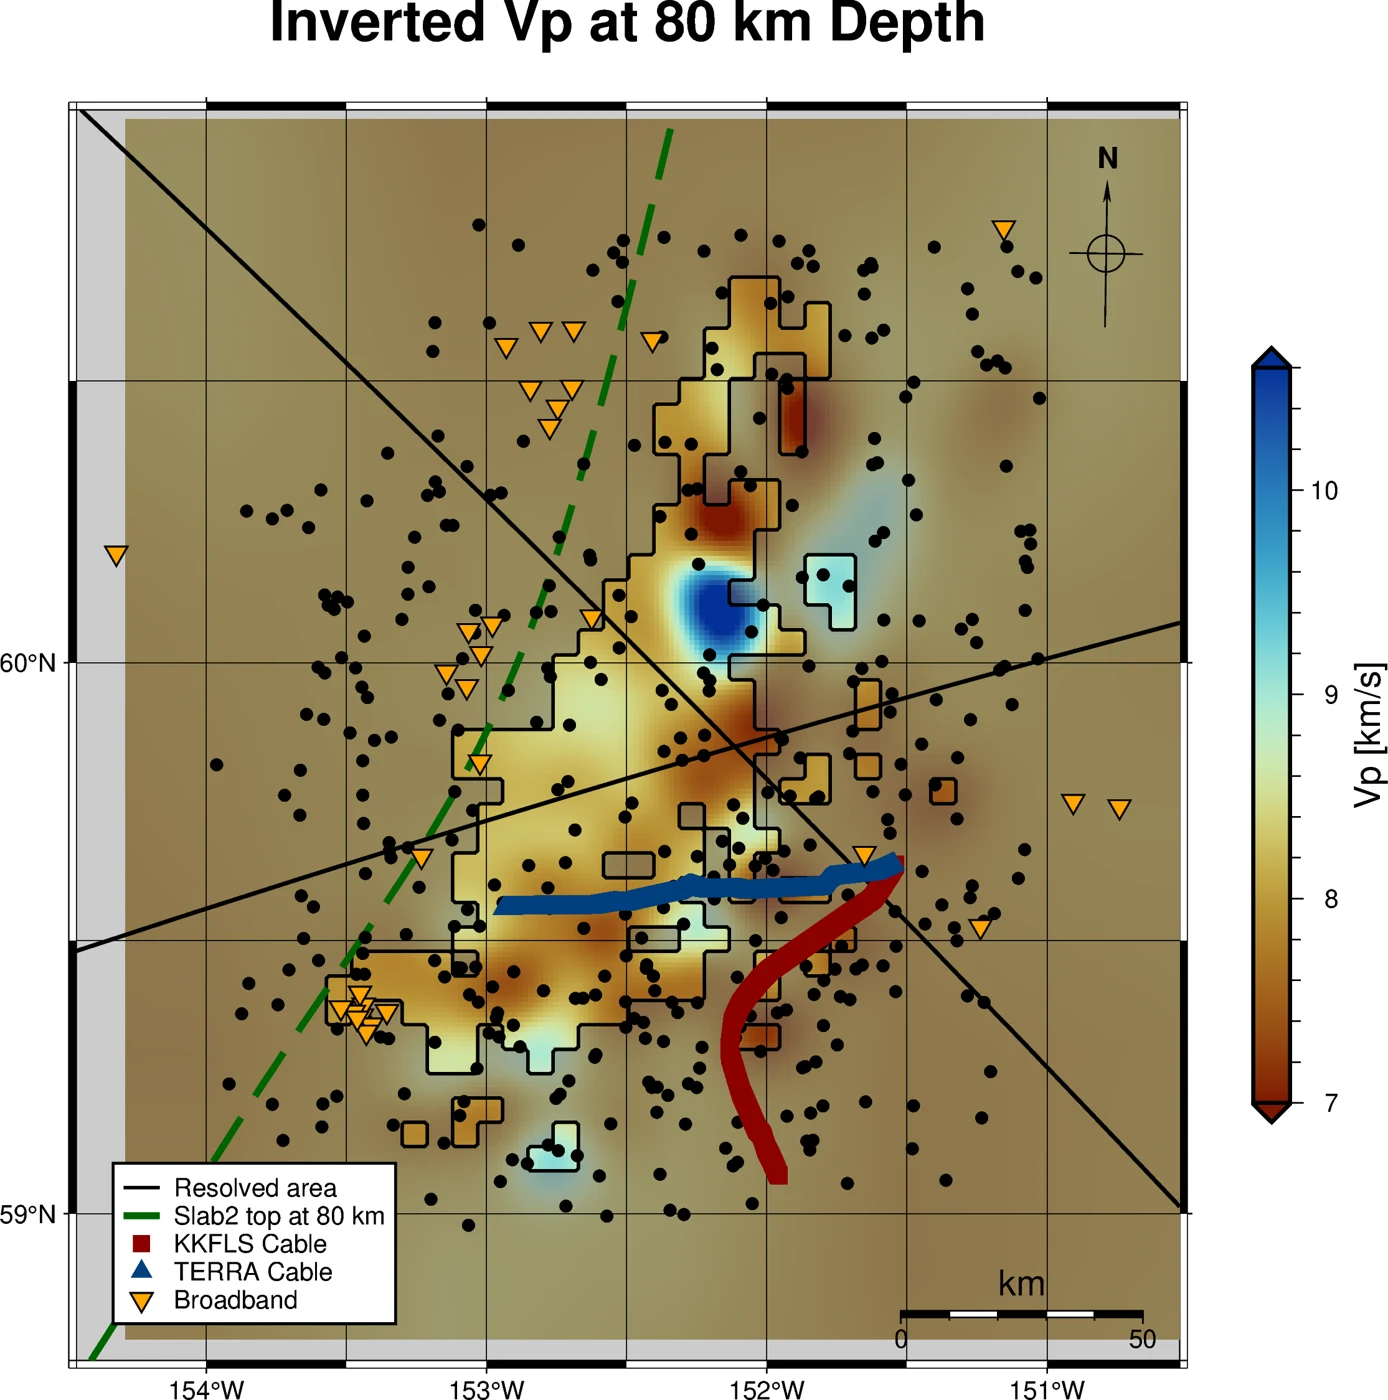 Inverted Vp at 80 km Depth
N
10
9
8
7
Vp [km/s]
60°N
59°N
Resolved area
Slab2 top at 80 km
KKFLS Cable
TERRA Cable
Broadband
km
0 50
154°W 153°W 152°W 151°W